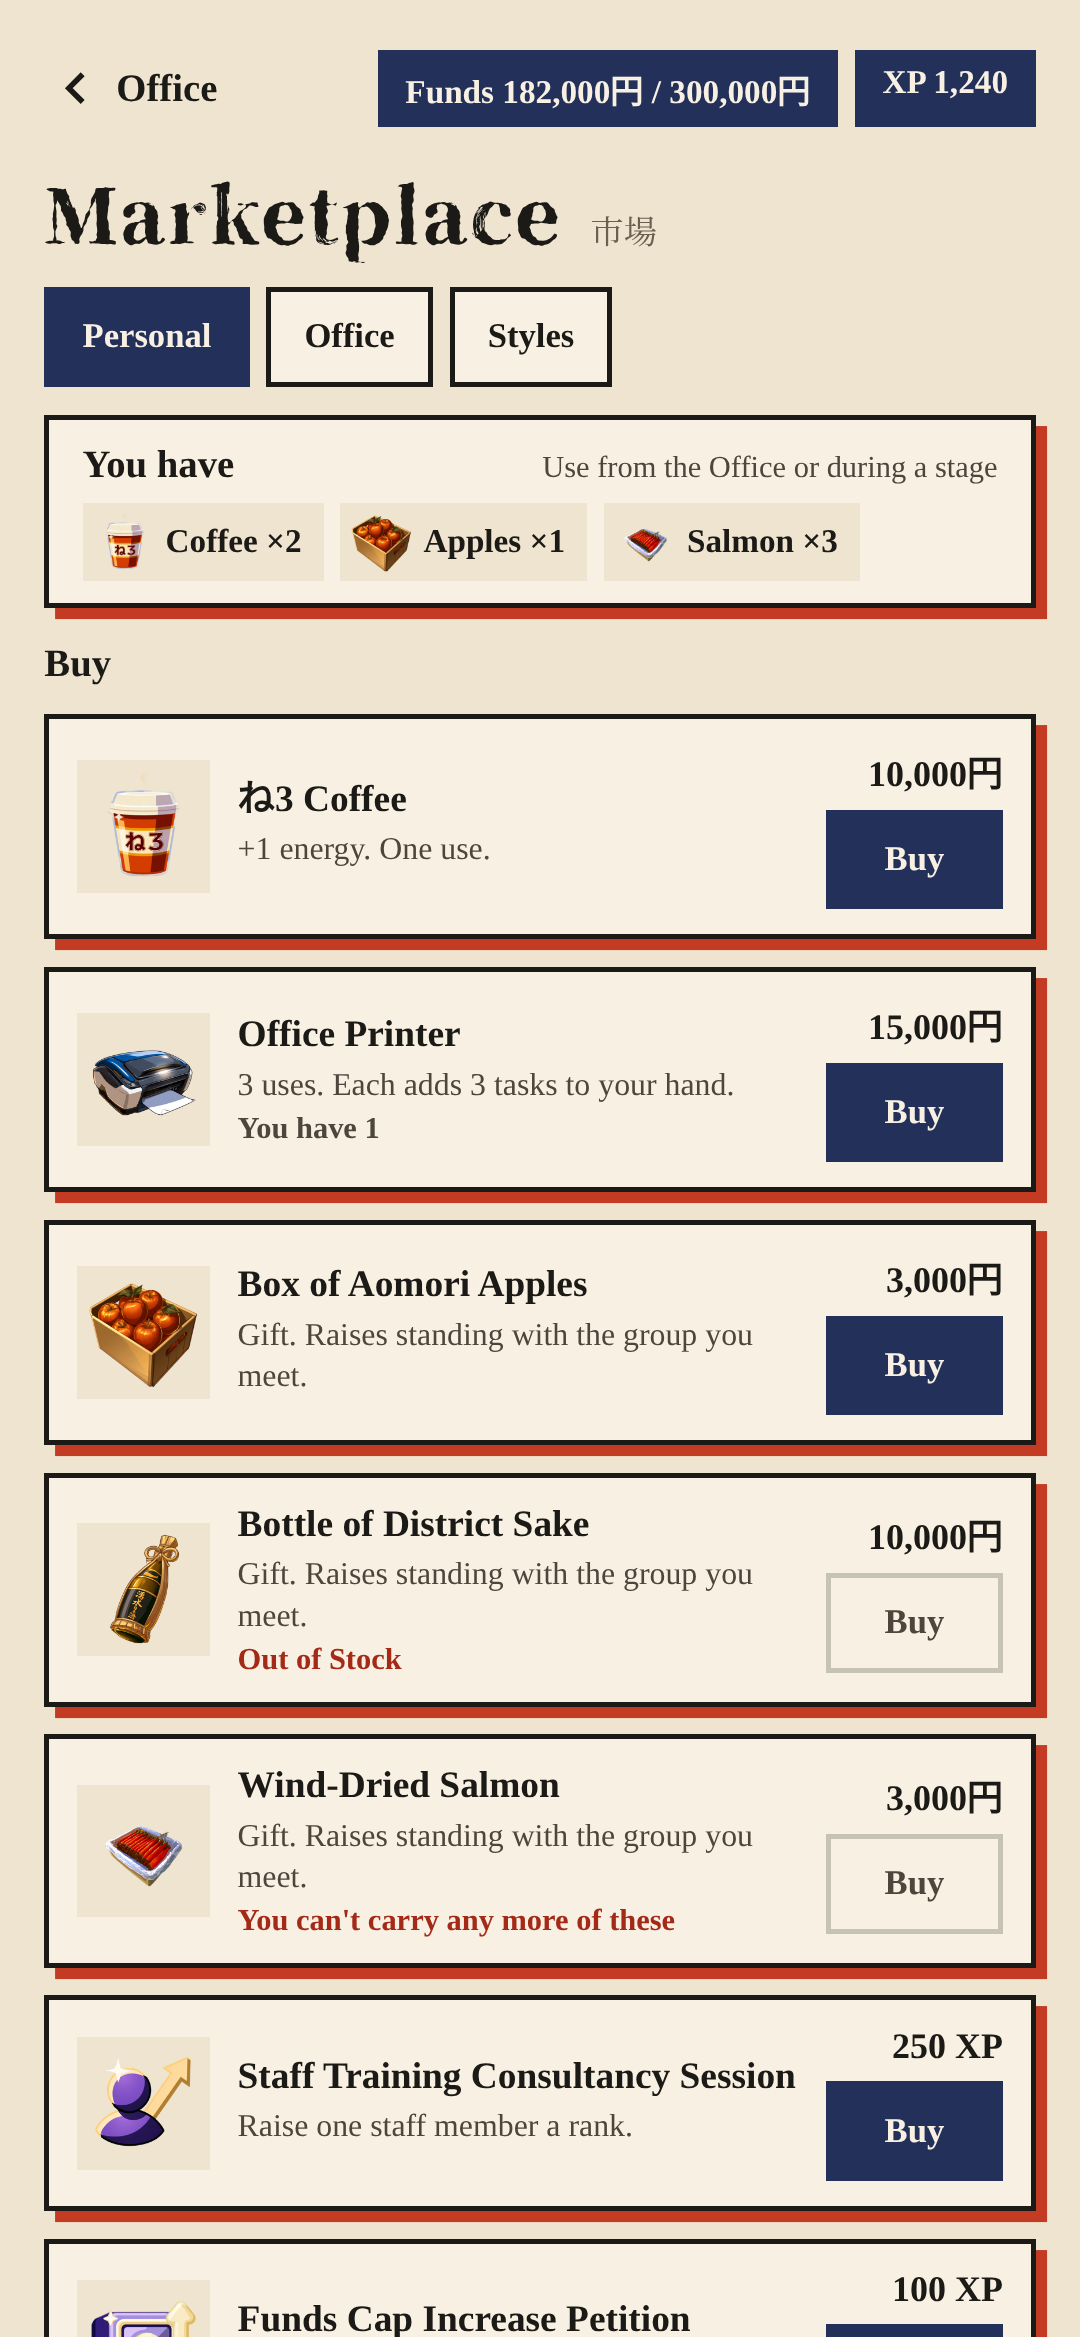 Office
Funds 182,000円 / 300,000円
XP 1,240
Marketplace 市場
Personal
Office
Styles
You have
Use from the Office or during a stage
ね3
Coffee ×2
Apples ×1
Salmon ×3
Buy
ね3
ね3 Coffee
+1 energy. One use.
10,000円
Buy
Office Printer
3 uses. Each adds 3 tasks to your hand.
You have 1
15,000円
Buy
Box of Aomori Apples
Gift. Raises standing with the group you
meet.
3,000円
Buy
Bottle of District Sake
Gift. Raises standing with the group you
meet.
Out of Stock
10,000円
Buy
Wind-Dried Salmon
Gift. Raises standing with the group you
meet.
You can't carry any more of these
3,000円
Buy
Staff Training Consultancy Session
Raise one staff member a rank.
250 XP
Buy
Funds Cap Increase Petition
100 XP